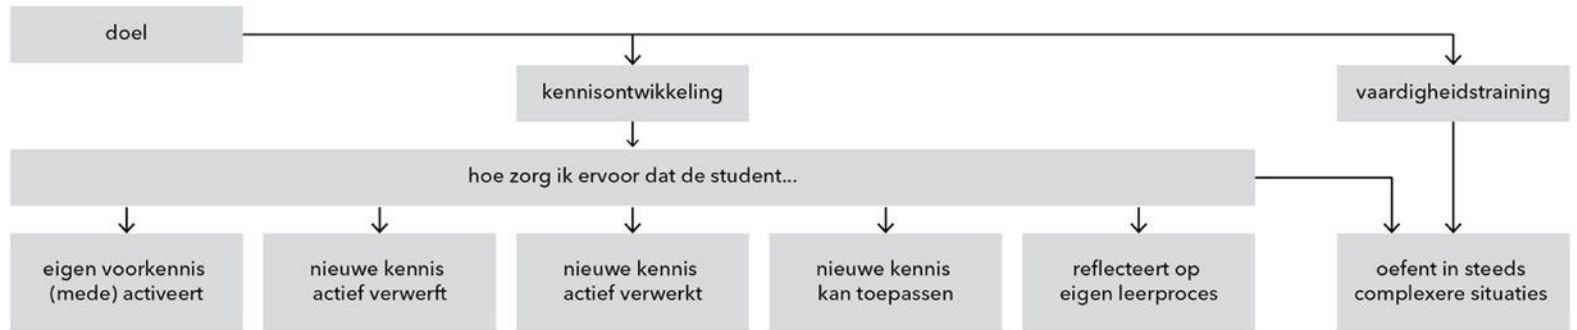 doel
kennisontwikkeling
vaardigheidstraining
hoe zorg ik ervoor dat de student...
eigen voorkennis
(mede) activeert
nieuwe kennis
actief verwerft
nieuwe kennis
actief verwerkt
nieuwe kennis
kan toepassen
reflecteert op
eigen leerproces
oefent in steeds
complexere situaties